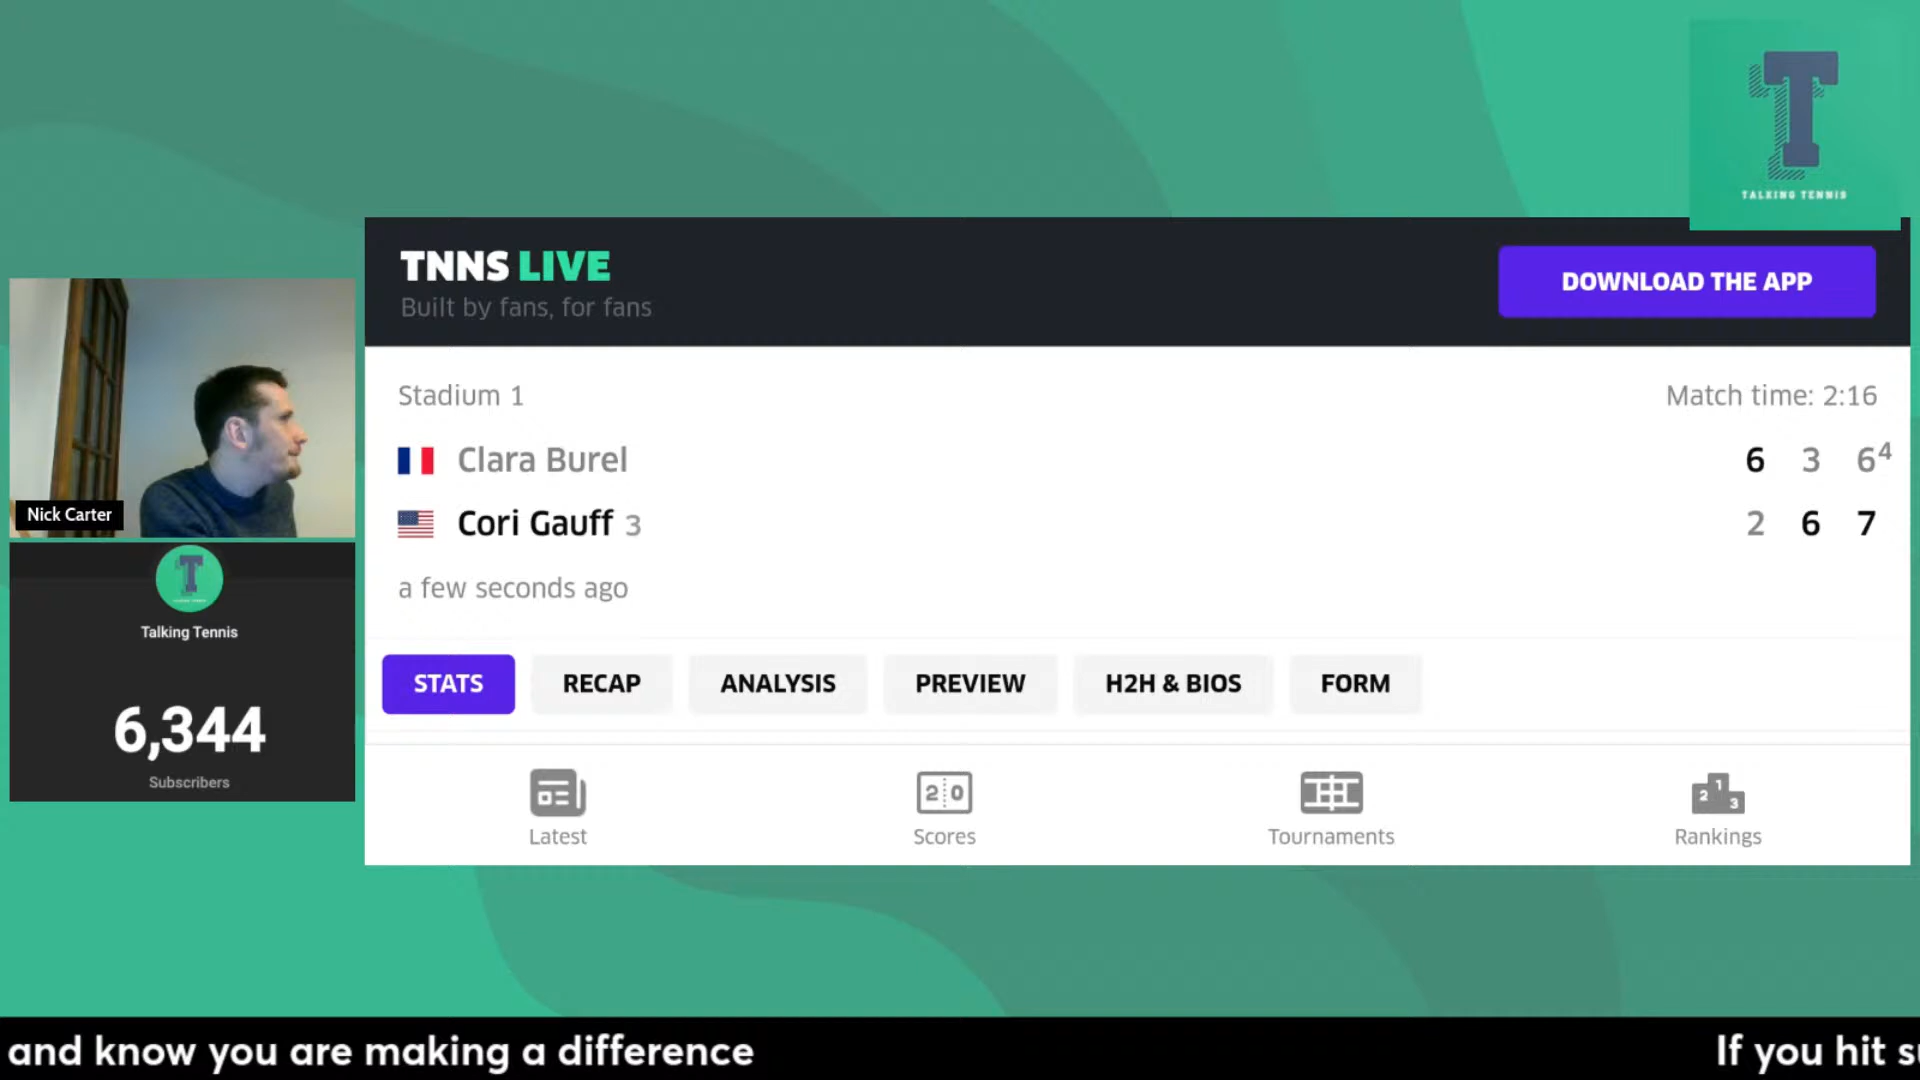 T
TALKING TENNIS
TNNS LIVE
Built by fans, for fans
DOWNLOAD THE APP
Stadium 1
Match time: 2:16
Clara Burel
6 3 6⁴
Cori Gauff 3
2 6 7
a few seconds ago
STATS
RECAP
ANALYSIS
PREVIEW
H2H & BIOS
FORM
2 0
2 1 3
Latest
Scores
Tournaments
Rankings
Nick Carter
T
Talking Tennis
6,344
Subscribers
and know you are making a difference
If you hit